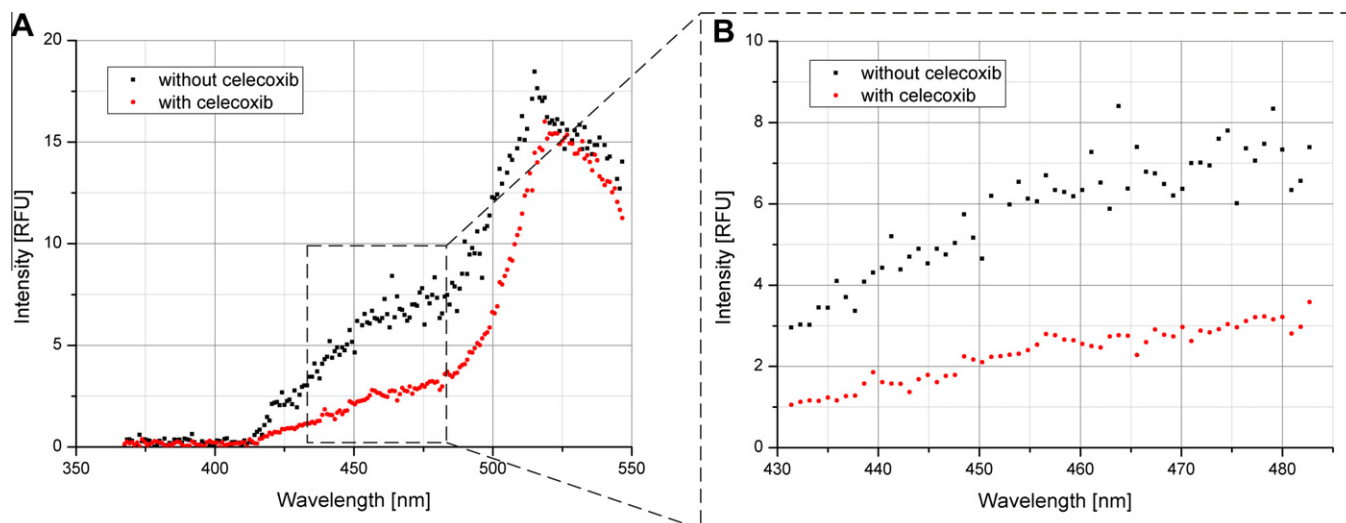 A
20
15
10
5
0
350
400
450
500
550
Intensity [RFU]
Wavelength [nm]
without celecoxib
with celecoxib
B
10
8
6
4
2
0
430
440
450
460
470
480
Intensity [RFU]
Wavelength [nm]
without celecoxib
with celecoxib